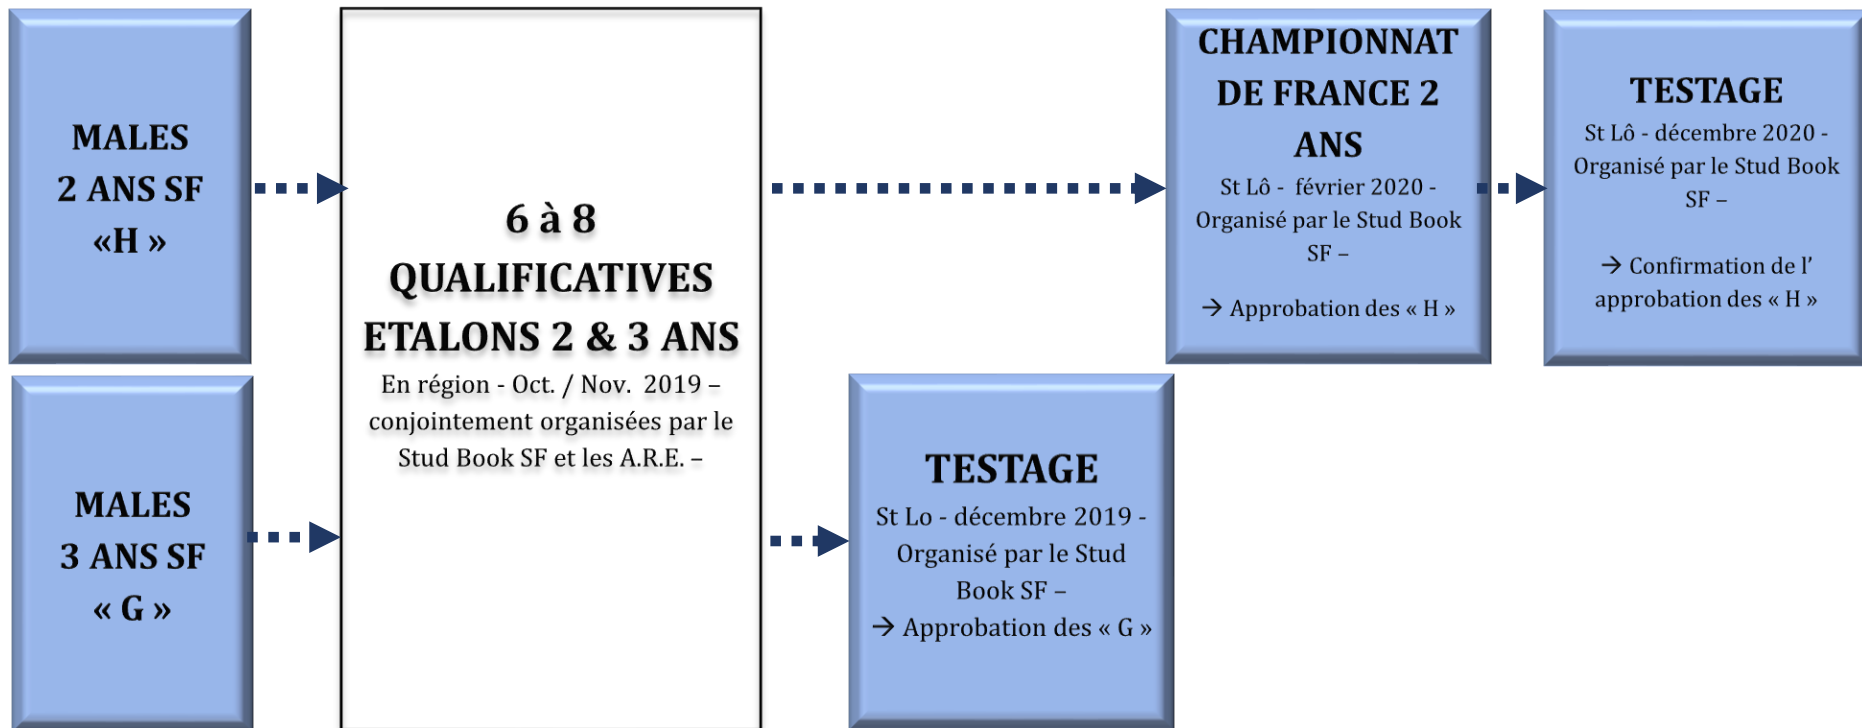 MALES
2 ANS SF
«H »
MALES
3 ANS SF
« G »
6 à 8
QUALIFICATIVES
ETALONS 2 & 3 ANS
En région - Oct. / Nov. 2019 –
conjointement organisées par le
Stud Book SF et les A.R.E. –
CHAMPIONNAT
DE FRANCE 2
ANS
St Lô - février 2020 -
Organisé par le Stud Book
SF –
→ Approbation des « H »
TESTAGE
St Lô - décembre 2020 -
Organisé par le Stud Book
SF –
→ Confirmation de l’
approbation des « H »
TESTAGE
St Lo - décembre 2019 -
Organisé par le Stud
Book SF –
→ Approbation des « G »